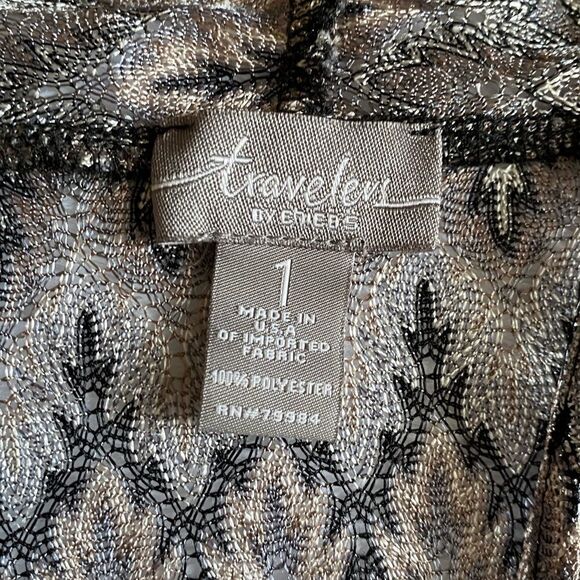 travelers
BY CHICO'S
1
MADE IN
U.S.A
OF IMPORTED
FABRIC
100% POLYESTER
RN#79984